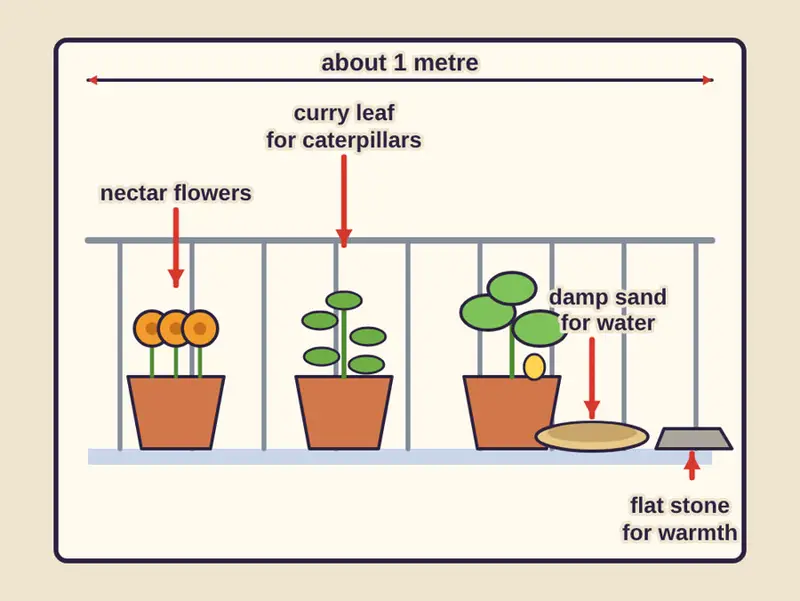 about 1 metre
curry leaf
for caterpillars
nectar flowers
damp sand
for water
flat stone
for warmth